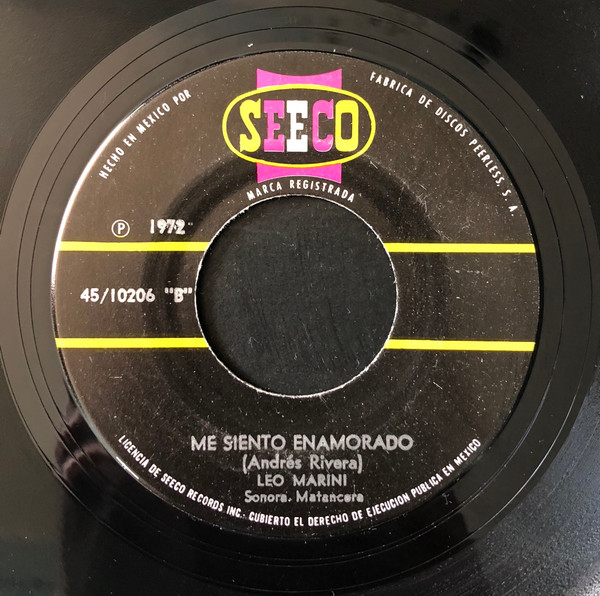 HECHO EN MEXICO POR
FABRICA DE DISCOS PEERLESS, S. A.
SEECO
MARCA REGISTRADA
Ⓟ 1972
45/10206 "B"
ME SIENTO ENAMORADO
(Andrés Rivera)
LEO MARINI
Sonora. Matancera
LICENCIA DE SEECO RECORDS INC. CUBIERTO EL DERECHO DE EJECUCION PUBLICA EN MEXICO